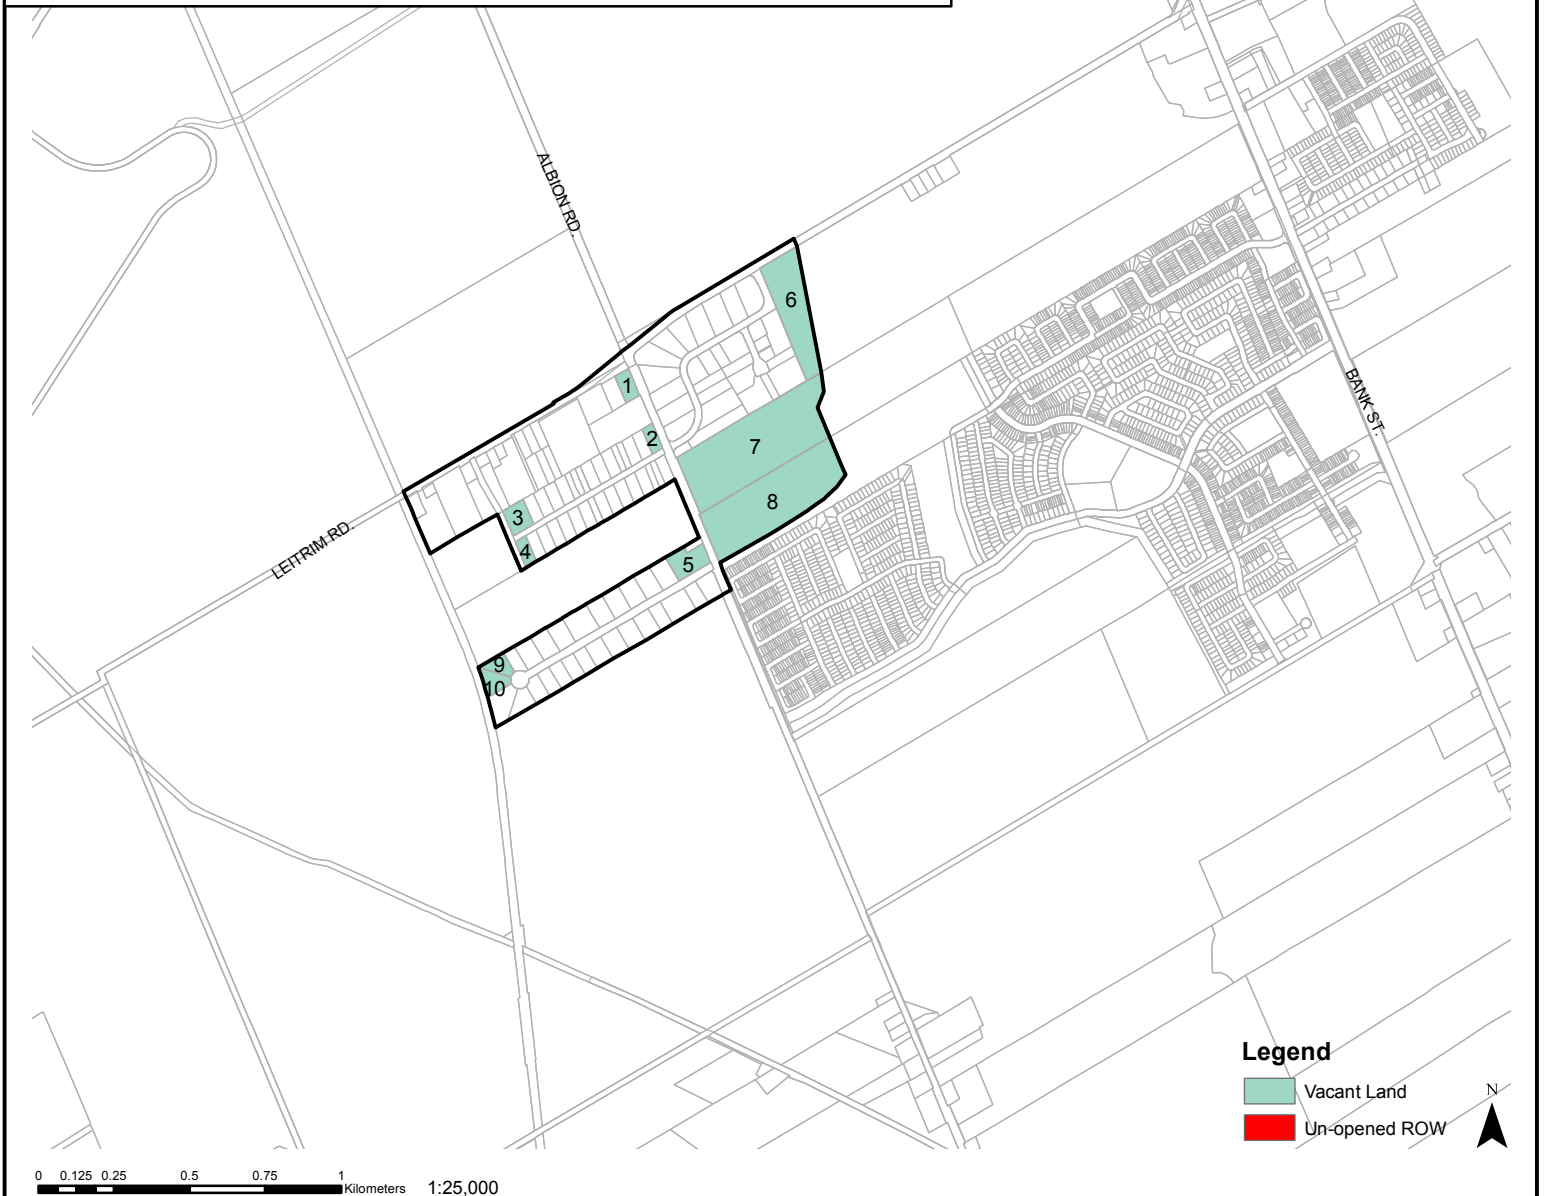 ALBION RD.
6
1
2
7
8
3
4
5
9
10
LEITRIM RD.
BANK ST.
Legend
Vacant Land
Un-opened ROW
N
0 0.125 0.25 0.5 0.75 1
Kilometers
1:25,000